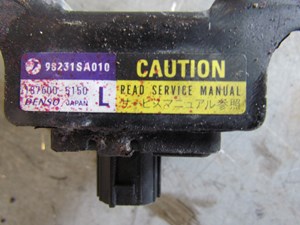 98231SA010
CAUTION
READ SERVICE MANUAL
サービスマニュアル参照
167600-5150
DENSO JAPAN L